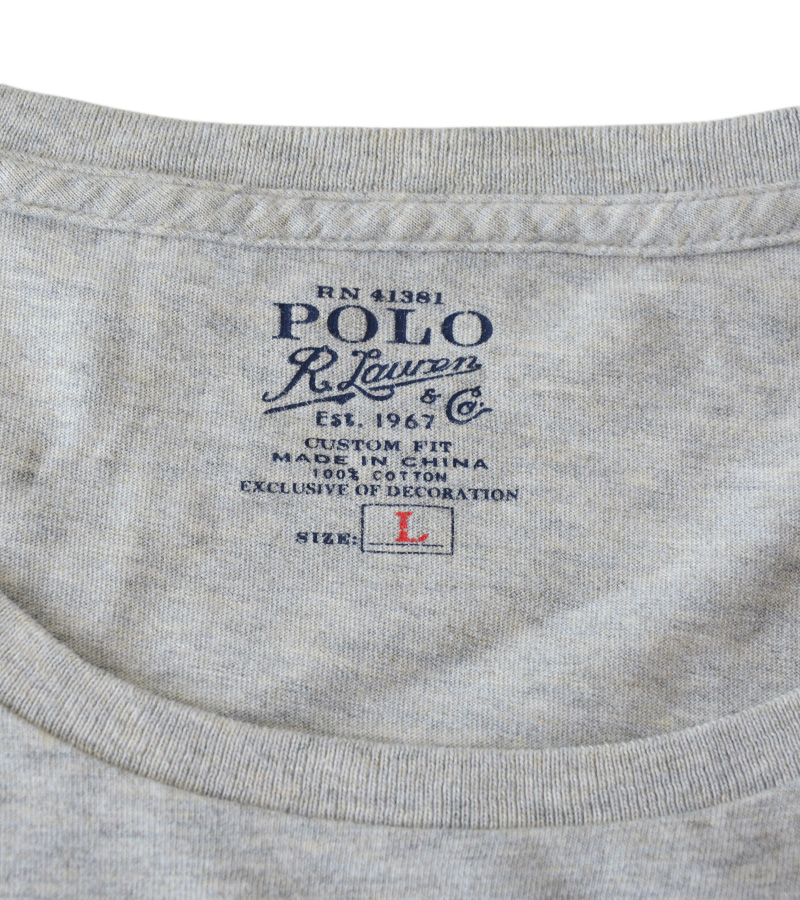 RN 41381
POLO
R. Lauren
& Co.
Est. 1967
CUSTOM FIT
MADE IN CHINA
100% COTTON
EXCLUSIVE OF DECORATION
SIZE: L